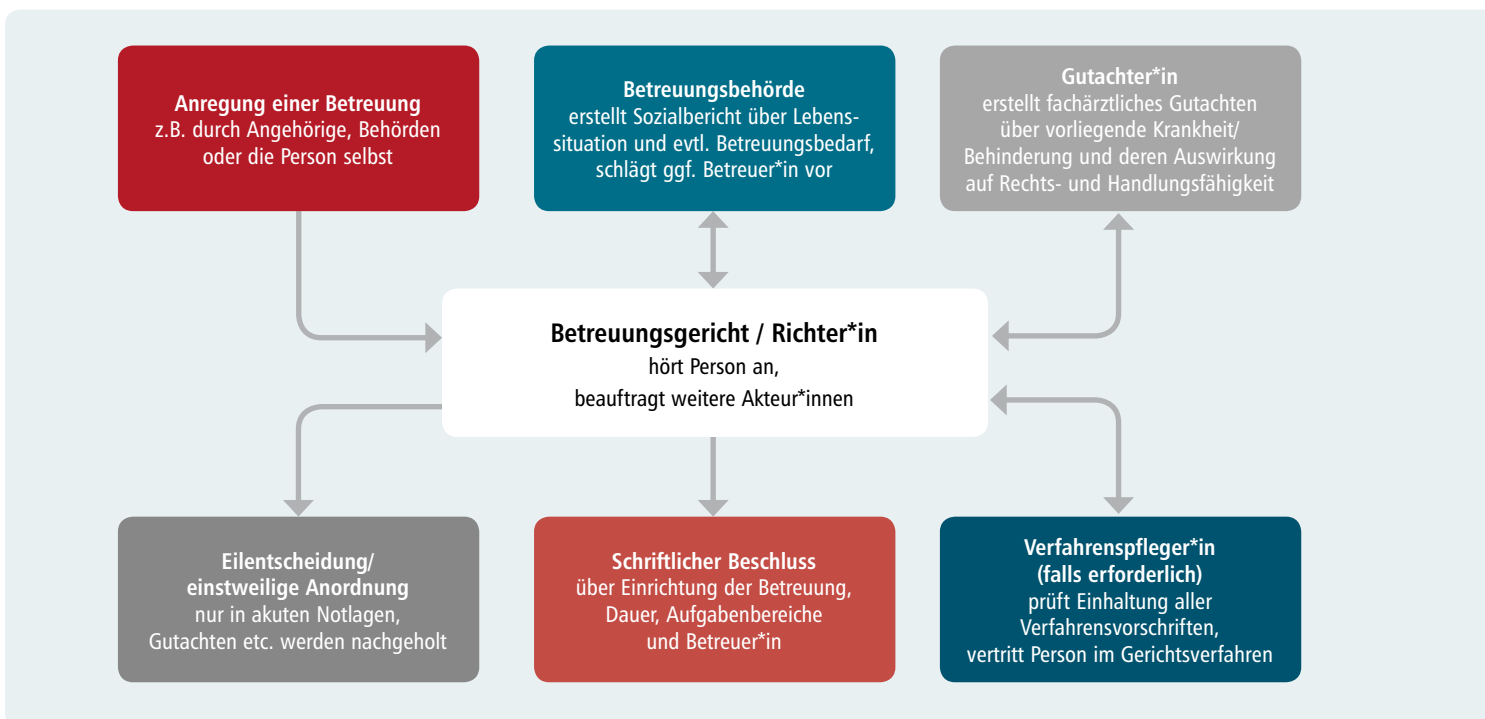 Anregung einer Betreuung
z.B. durch Angehörige, Behörden
oder die Person selbst
Betreuungsbehörde
erstellt Sozialbericht über Lebens-
situation und evtl. Betreuungsbedarf,
schlägt ggf. Betreuer*in vor
Gutachter*in
erstellt fachärztliches Gutachten
über vorliegende Krankheit/
Behinderung und deren Auswirkung
auf Rechts- und Handlungsfähigkeit
Betreuungsgericht / Richter*in
hört Person an,
beauftragt weitere Akteur*innen
Eilentscheidung/
einstweilige Anordnung
nur in akuten Notlagen,
Gutachten etc. werden nachgeholt
Schriftlicher Beschluss
über Einrichtung der Betreuung,
Dauer, Aufgabenbereiche
und Betreuer*in
Verfahrenspfleger*in
(falls erforderlich)
prüft Einhaltung aller
Verfahrensvorschriften,
vertritt Person im Gerichtsverfahren